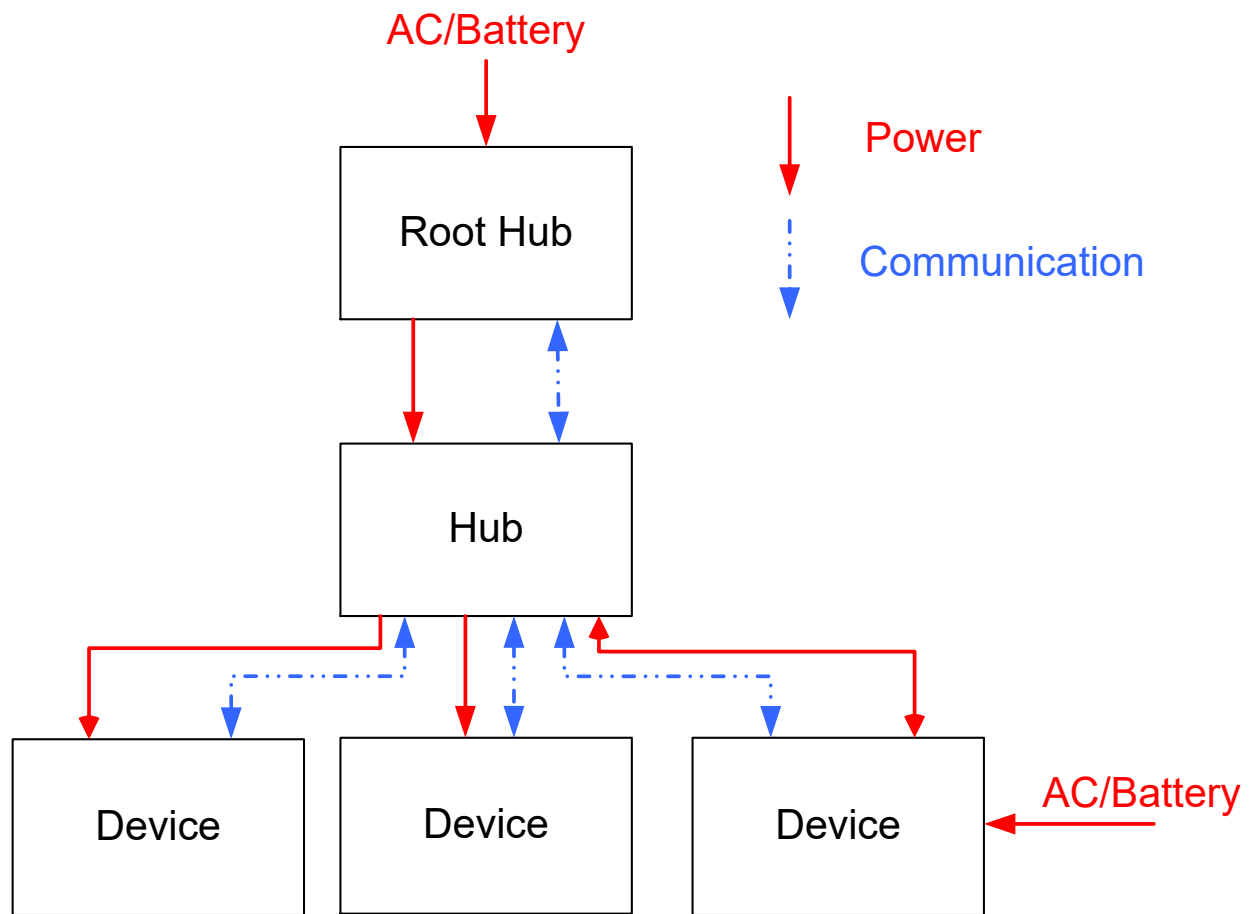 AC/Battery
Power
Root Hub
Communication
Hub
Device
Device
Device
AC/Battery